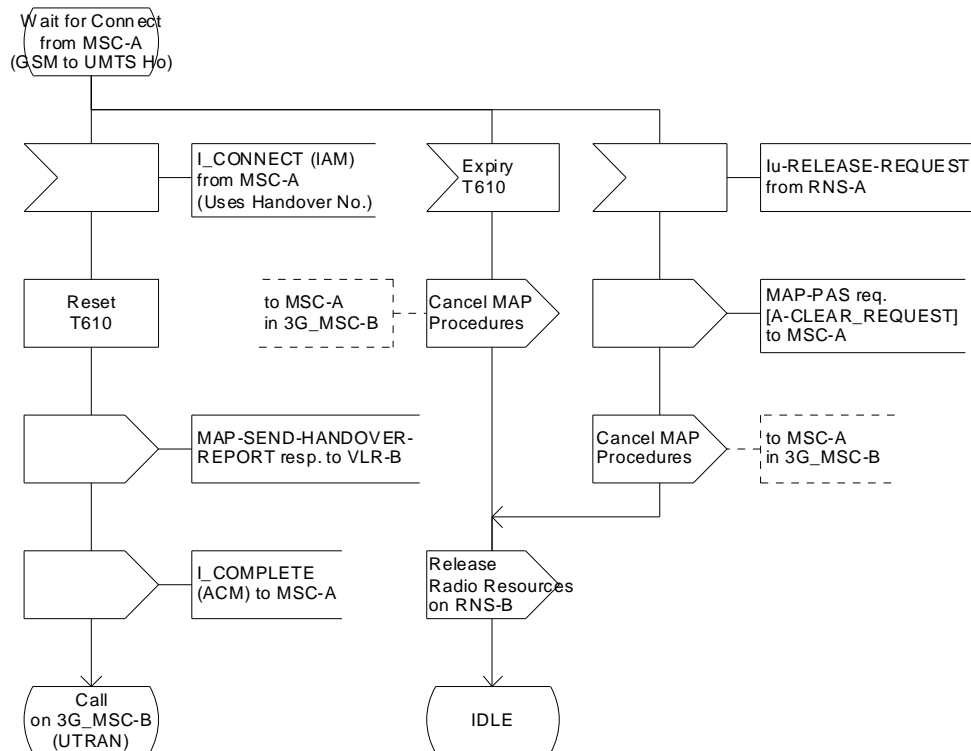 Wait for Connect
from MSC-A
(GSM to UMTS Ho)
I_CONNECT (IAM)
from MSC-A
(Uses Handover No.)
Expiry
T610
Iu-RELEASE-REQUEST
from RNS-A
Reset
T610
to MSC-A
in 3G_MSC-B
Cancel MAP
Procedures
MAP-PAS req.
[A-CLEAR_REQUEST]
to MSC-A
MAP-SEND-HANDOVER-
REPORT resp. to VLR-B
Cancel MAP
Procedures
to MSC-A
in 3G_MSC-B
I_COMPLETE
(ACM) to MSC-A
Release
Radio Resources
on RNS-B
Call
on 3G_MSC-B
(UTRAN)
IDLE